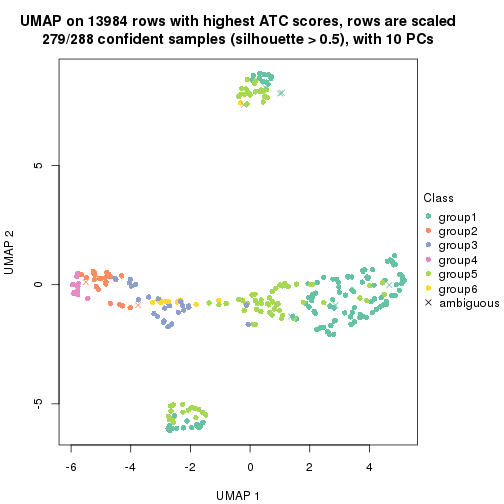 UMAP on 13984 rows with highest ATC scores, rows are scaled
279/288 confident samples (silhouette > 0.5), with 10 PCs
UMAP 2
5
0
-5
-6
-4
-2
0
2
4
UMAP 1
Class
group1
group2
group3
group4
group5
group6
ambiguous